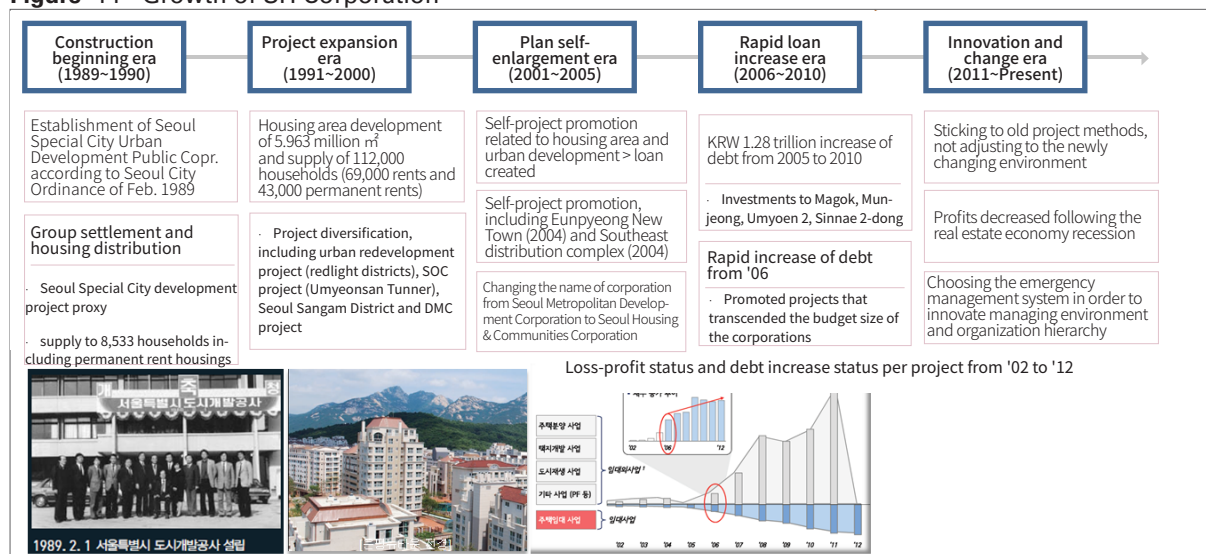 Figure 11 Growth of SH Corporation
Construction
beginning era
(1989~1990)
Project expansion
era
(1991~2000)
Plan self-
enlargement era
(2001~2005)
Rapid loan
increase era
(2006~2010)
Innovation and
change era
(2011~Present)
Establishment of Seoul
Special City Urban
Development Public Copr.
according to Seoul City
Ordinance of Feb. 1989
Group settlement and
housing distribution
· Seoul Special City development
project proxy
· supply to 8,533 households in-
cluding permanent rent housings
Housing area development
of 5.963 million ㎡
and supply of 112,000
households (69,000 rents and
43,000 permanent rents)
· Project diversification,
including urban redevelopment
project (redlight districts), SOC
project (Umyeonsan Tunner),
Seoul Sangam District and DMC
project
Self-project promotion
related to housing area and
urban development > loan
created
Self-project promotion,
including Eunpyeong New
Town (2004) and Southeast
distribution complex (2004)
Changing the name of corporation
from Seoul Metropolitan Develop-
ment Corporation to Seoul Housing
& Communities Corporation
KRW 1.28 trillion increase of
debt from 2005 to 2010
· Investments to Magok, Mun-
jeong, Umyoen 2, Sinnae 2-dong
Rapid increase of debt
from '06
· Promoted projects that
transcended the budget size of
the corporations
Sticking to old project methods,
not adjusting to the newly
changing environment
Profits decreased following the
real estate economy recession
Choosing the emergency
management system in order to
innovate managing environment
and organization hierarchy
개 축 청
서울특별시 도시개발공사
1989. 2. 1 서울특별시 도시개발공사 설립
Loss-profit status and debt increase status per project from '02 to '12
'02 '06 '12
주택분양 사업
택지개발 사업
도시재생 사업
기타 사업 (PF 등)
임대외사업
주택임대 사업
임대사업
'02 '03 '04 '05 '06 '07 '08 '09 '10 '11 '12